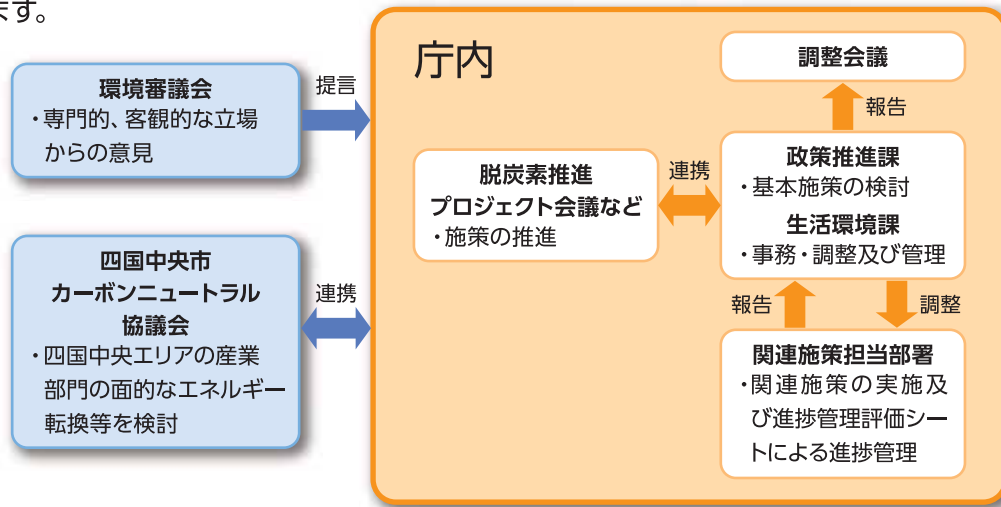 ます。
環境審議会
・専門的、客観的な立場
からの意見
提言
四国中央市
カーボンニュートラル
協議会
・四国中央エリアの産業
部門の面的なエネルギー
転換等を検討
連携
庁内
脱炭素推進
プロジェクト会議など
・施策の推進
連携
調整会議
報告
政策推進課
・基本施策の検討
生活環境課
・事務・調整及び管理
報告
調整
関連施策担当部署
・関連施策の実施及
び進捗管理評価シー
トによる進捗管理